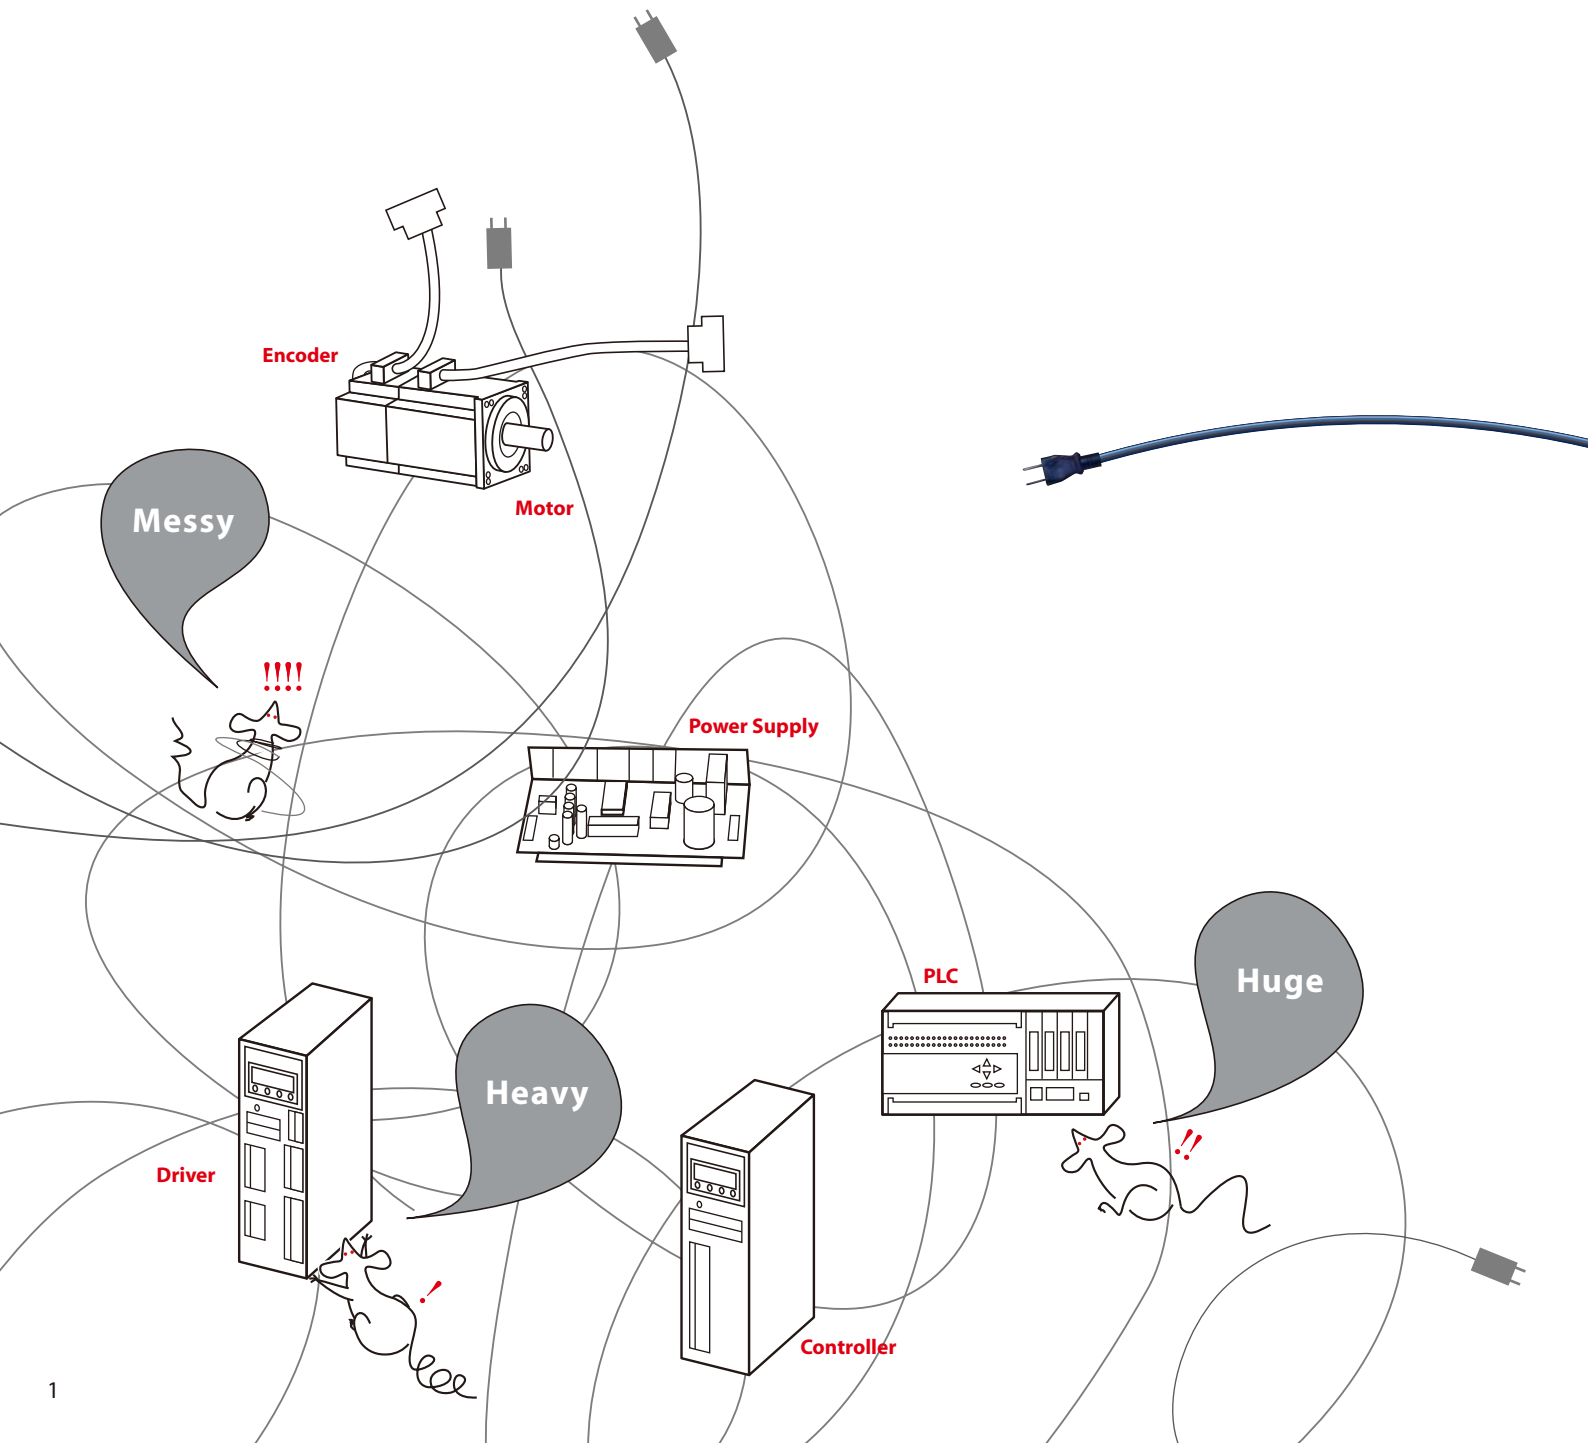 Encoder
Motor
Messy
!!!!
Power Supply
PLC
Huge
Heavy
!!
Driver
!
Controller
1